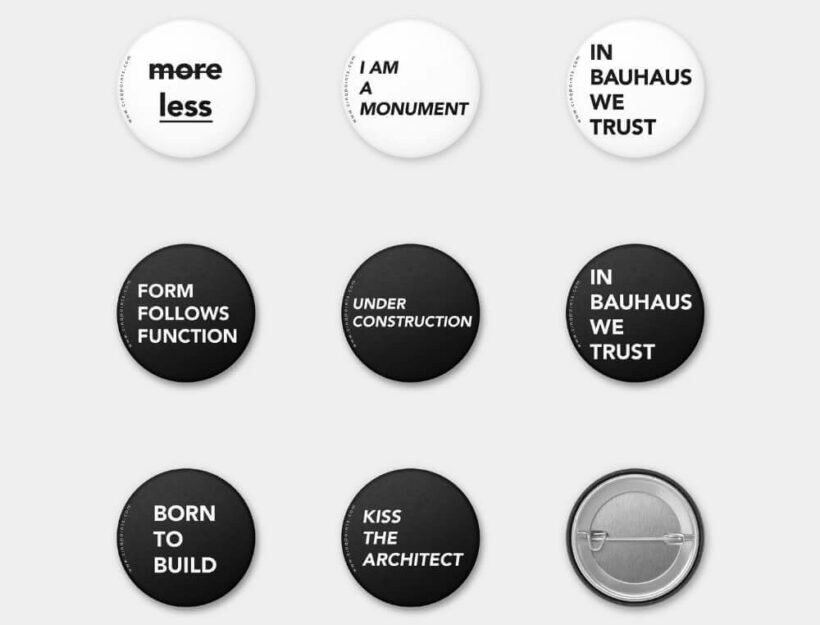 more
less
I AM
A
MONUMENT
IN
BAUHAUS
WE
TRUST
FORM
FOLLOWS
FUNCTION
UNDER
CONSTRUCTION
IN
BAUHAUS
WE
TRUST
BORN
TO
BUILD
KISS
THE
ARCHITECT